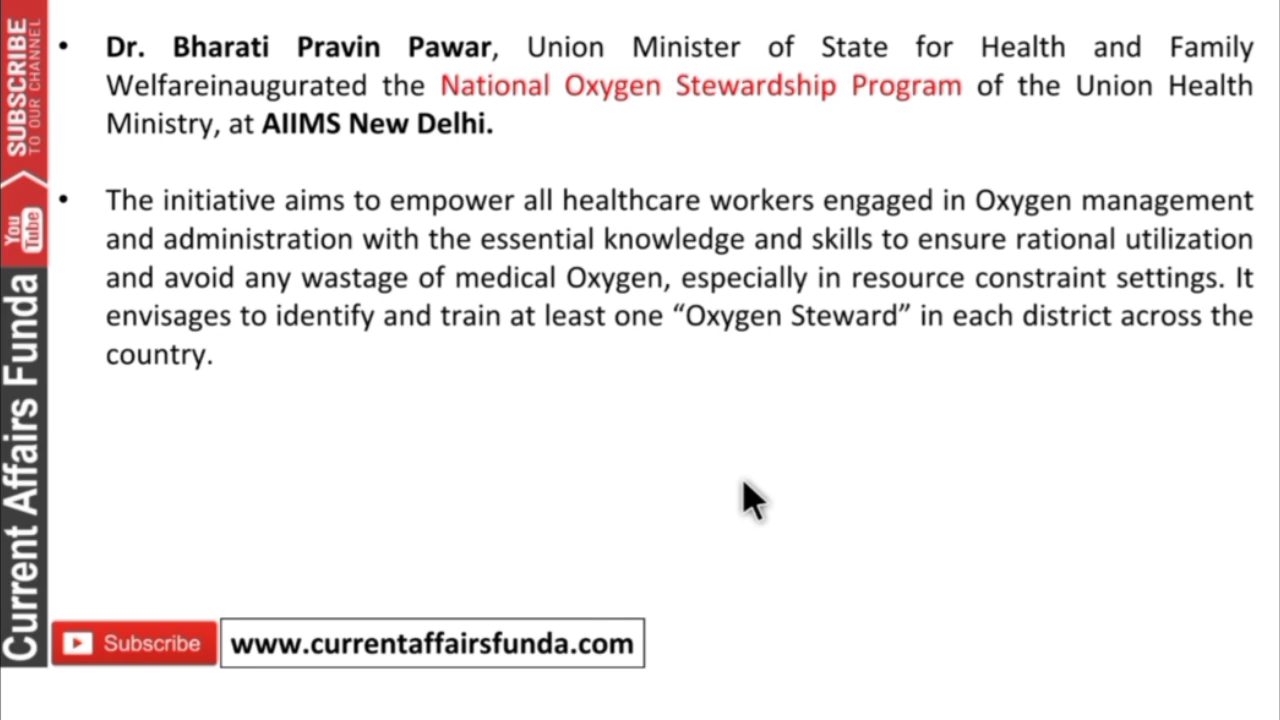 • Dr. Bharati Pravin Pawar, Union Minister of State for Health and Family
Welfareinaugurated the National Oxygen Stewardship Program of the Union Health
Ministry, at AIIMS New Delhi.
• The initiative aims to empower all healthcare workers engaged in Oxygen management
and administration with the essential knowledge and skills to ensure rational utilization
and avoid any wastage of medical Oxygen, especially in resource constraint settings. It
envisages to identify and train at least one “Oxygen Steward” in each district across the
country.
SUBSCRIBE
TO OUR CHANNEL
You
Tube
Current Affairs Funda
Subscribe
www.currentaffairsfunda.com